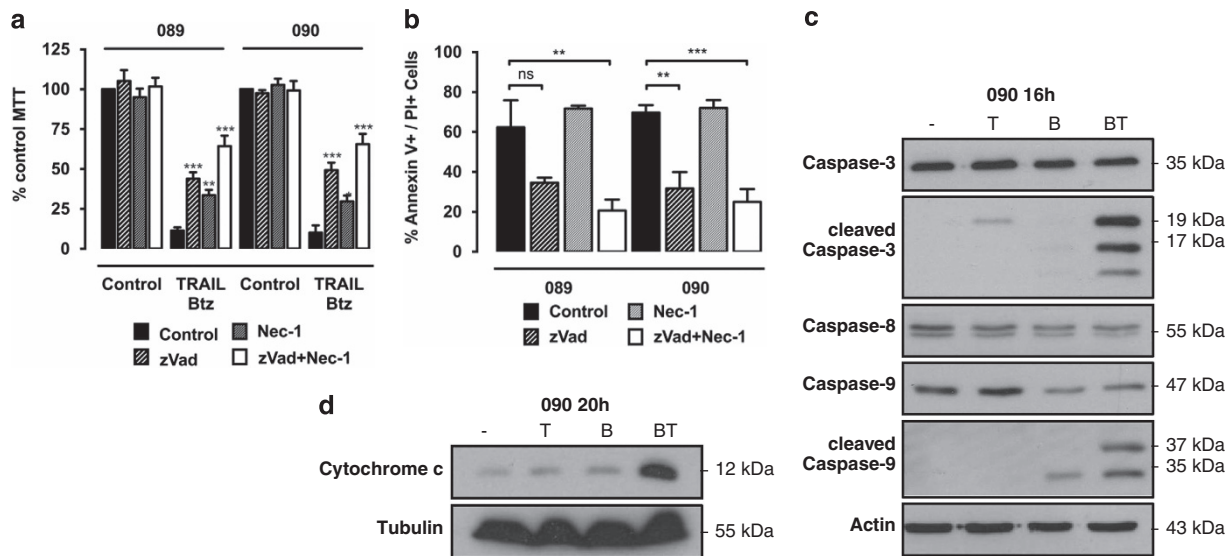 a
089 090
% control MTT
125
100
75
50
25
0
*** ** *** *** * ***
Control TRAIL Btz Control TRAIL Btz
Control Nec-1
zVad zVad+Nec-1
b
% Annexin V+ / PI+ Cells
100
80
60
40
20
0
** ***
ns **
089 090
Control Nec-1
zVad zVad+Nec-1
c
090 16h
- T B BT
Caspase-3 35 kDa
cleaved Caspase-3 19 kDa
17 kDa
Caspase-8 55 kDa
Caspase-9 47 kDa
cleaved Caspase-9 37 kDa
35 kDa
Actin 43 kDa
d
090 20h
- T B BT
Cytochrome c 12 kDa
Tubulin 55 kDa